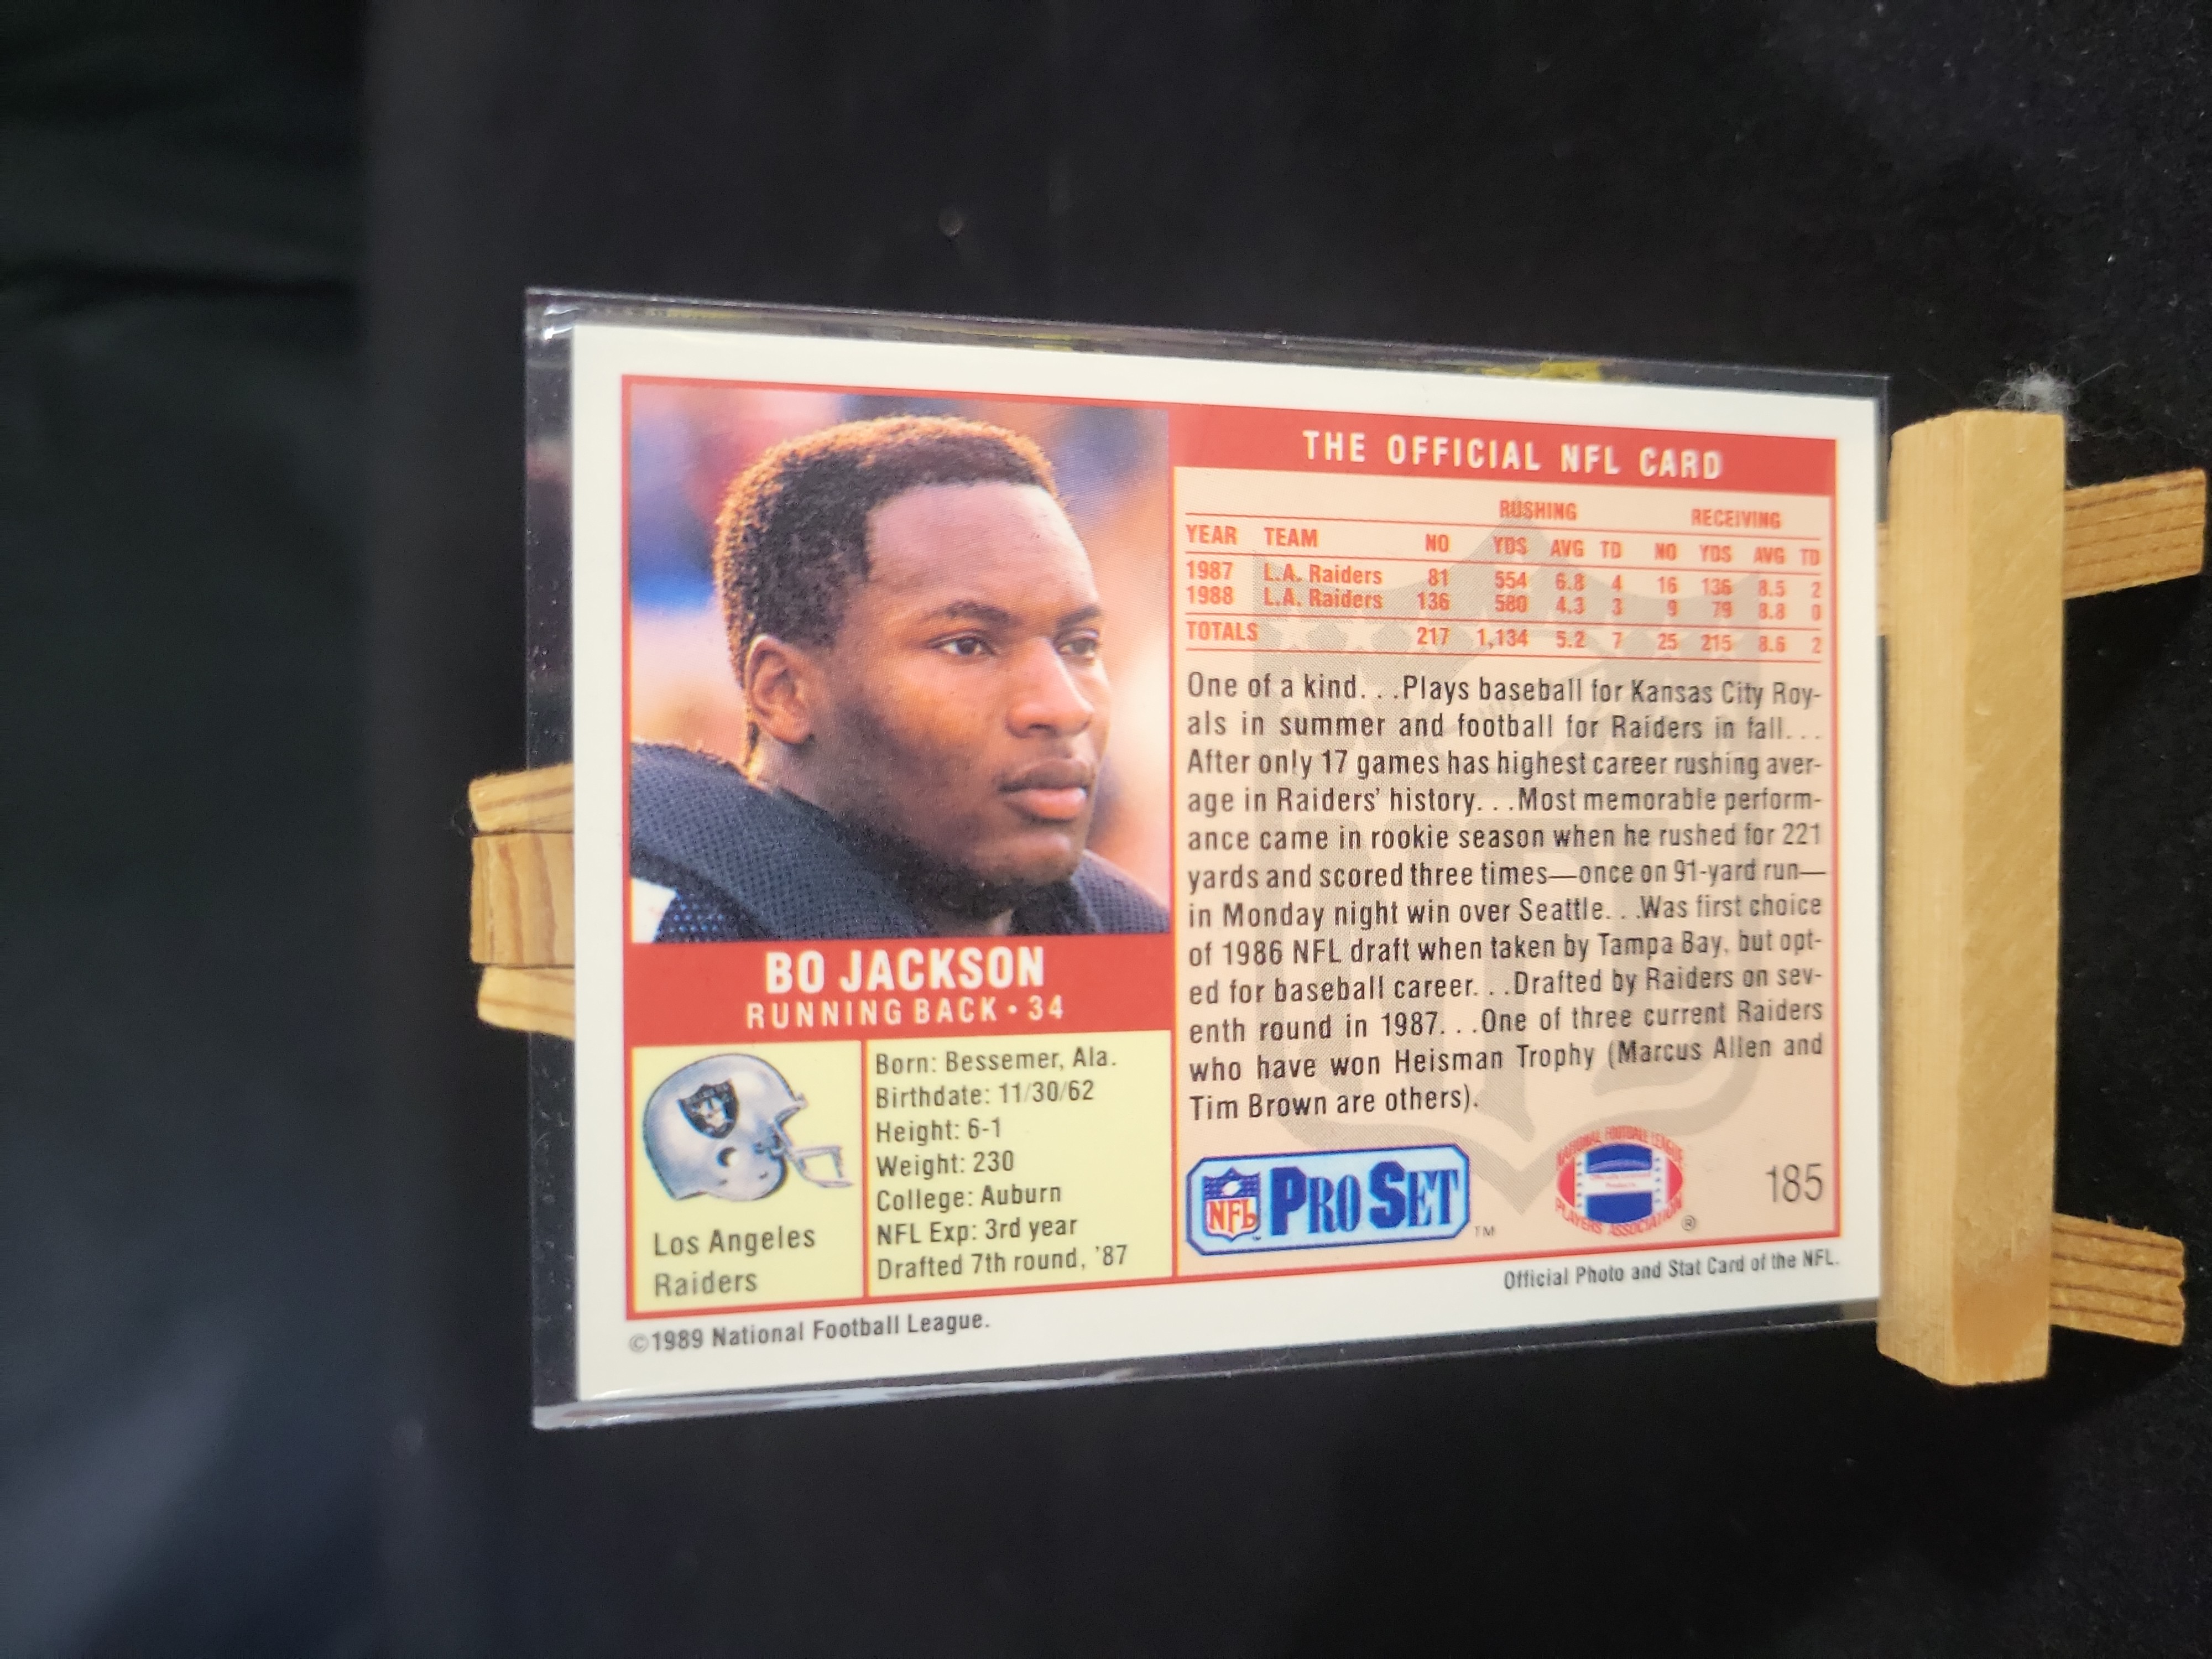 THE OFFICIAL NFL CARD
RUSHING RECEIVING
YEAR TEAM NO YDS AVG TD NO YDS AVG TD
1987 L.A. Raiders 81 554 6.8 4 16 136 8.5 2
1988 L.A. Raiders 136 580 4.3 3 9 79 8.8 0
TOTALS 217 1,134 5.2 7 25 215 8.6 2
One of a kind. . .Plays baseball for Kansas City Roy-
als in summer and football for Raiders in fall. . .
After only 17 games has highest career rushing aver-
age in Raiders' history. . .Most memorable perform-
ance came in rookie season when he rushed for 221
yards and scored three times—once on 91-yard run—
in Monday night win over Seattle. . .Was first choice
of 1986 NFL draft when taken by Tampa Bay, but opt-
ed for baseball career. . .Drafted by Raiders on sev-
enth round in 1987. . .One of three current Raiders
who have won Heisman Trophy (Marcus Allen and
Tim Brown are others).
BO JACKSON
RUNNING BACK • 34
Los Angeles
Raiders
Born: Bessemer, Ala.
Birthdate: 11/30/62
Height: 6-1
Weight: 230
College: Auburn
NFL Exp: 3rd year
Drafted 7th round, '87
NFL PRO SET TM
NATIONAL FOOTBALL LEAGUE
PLAYERS ASSOCIATION ®
185
©1989 National Football League.
Official Photo and Stat Card of the NFL.